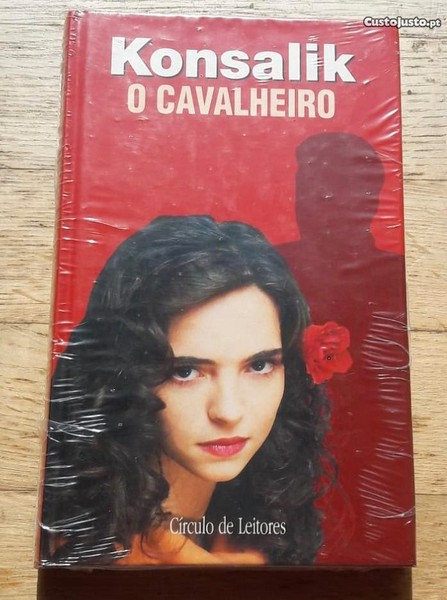 CustoJusto.pt
Konsalik
O CAVALHEIRO
Círculo de Leitores